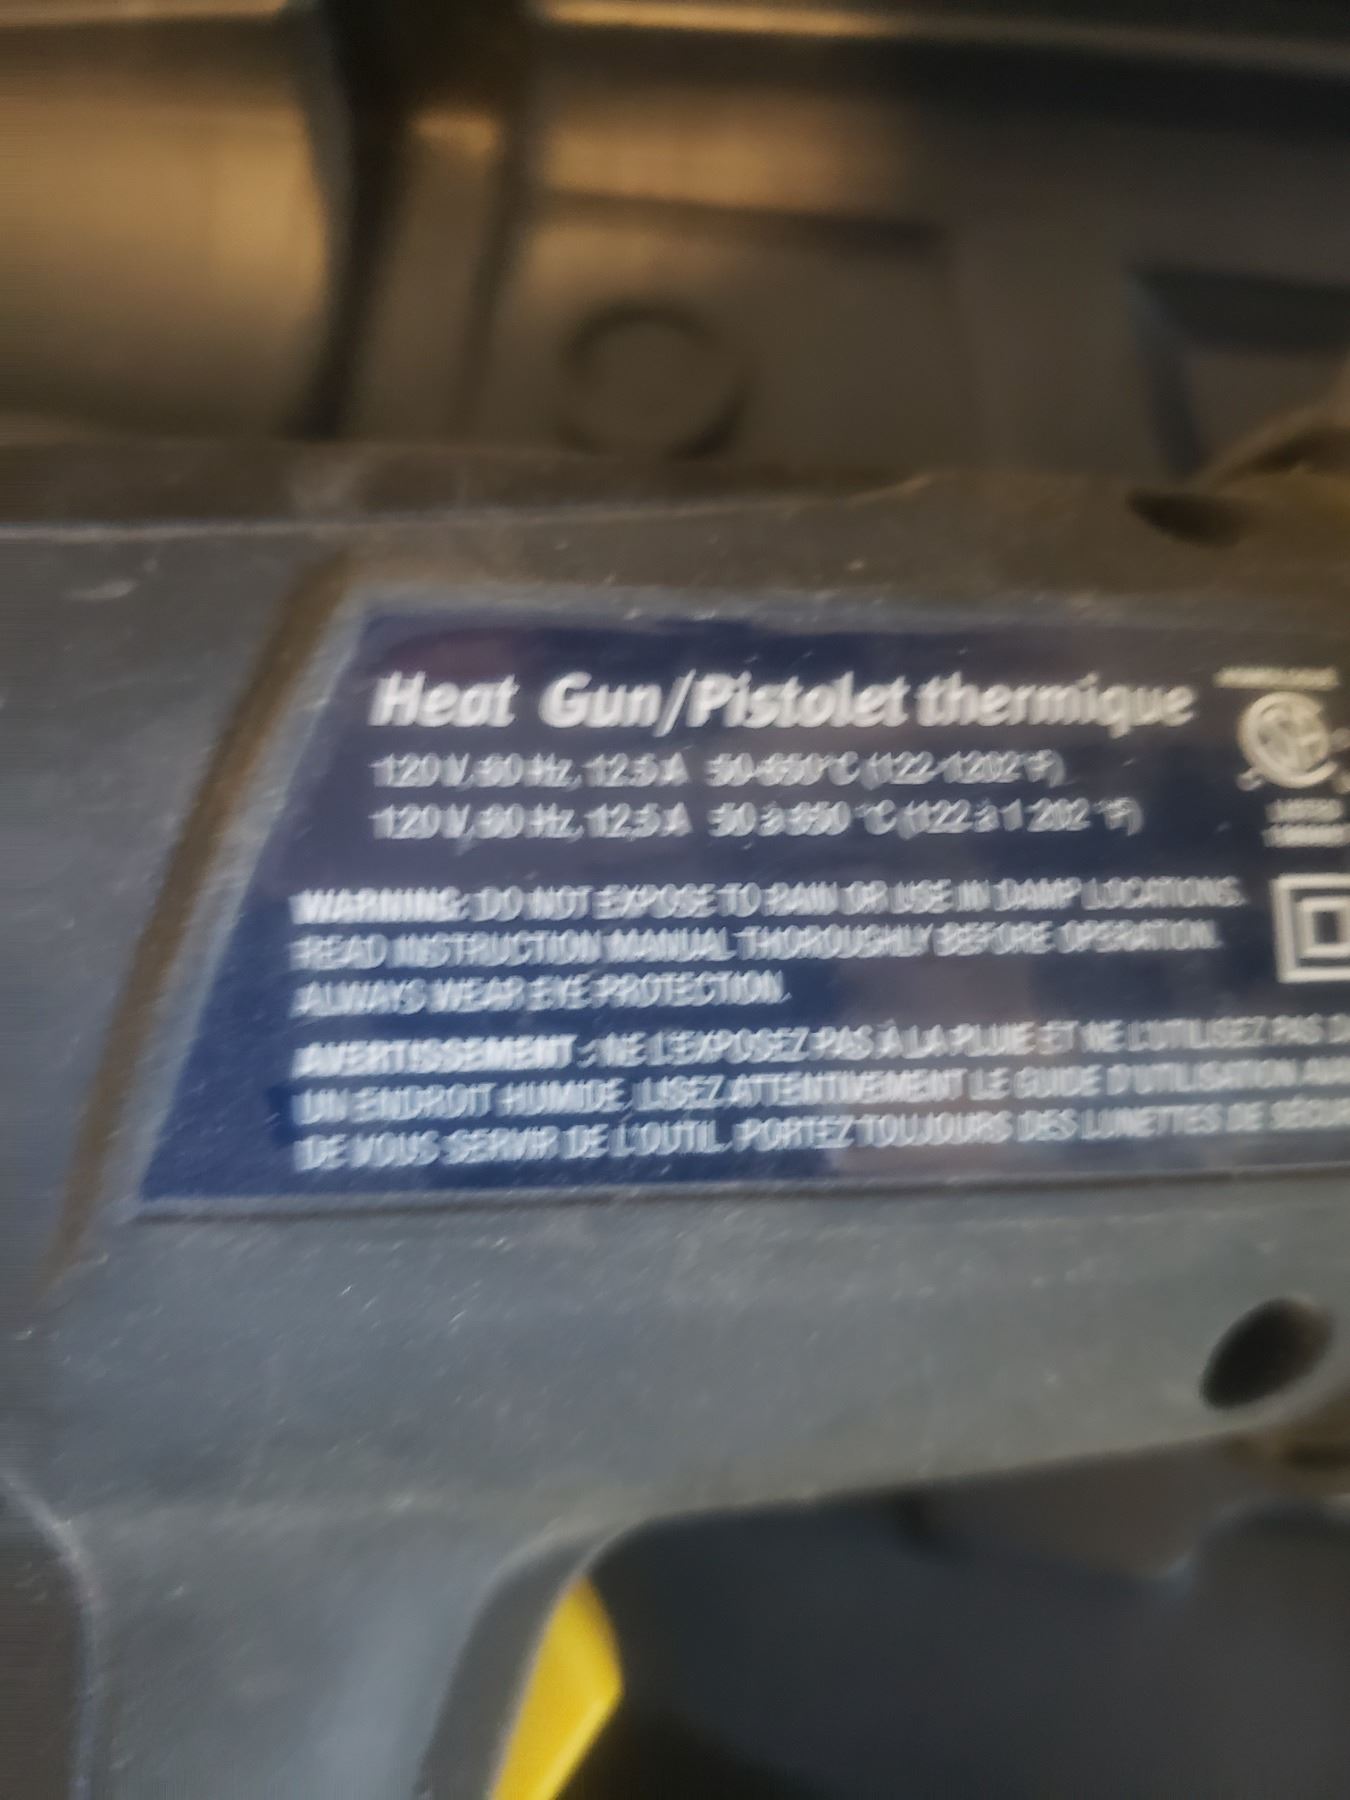 Heat Gun/Pistolet thermique
120 V, 60 Hz, 12.5 A 50-650°C (122-1202°F)
120 V, 60 Hz, 12,5 A 50 à 650 °C (122 à 1 202 °F)
WARNING: DO NOT EXPOSE TO RAIN OR USE IN DAMP LOCATIONS.
READ INSTRUCTION MANUAL THOROUGHLY BEFORE OPERATION.
ALWAYS WEAR EYE PROTECTION.
AVERTISSEMENT : NE L'EXPOSEZ PAS À LA PLUIE ET NE L'UTILISEZ PAS
UN ENDROIT HUMIDE. LISEZ ATTENTIVEMENT LE GUIDE D'UTILISATION
DE VOUS SERVIR DE L'OUTIL. PORTEZ TOUJOURS DES LUNETTES DE